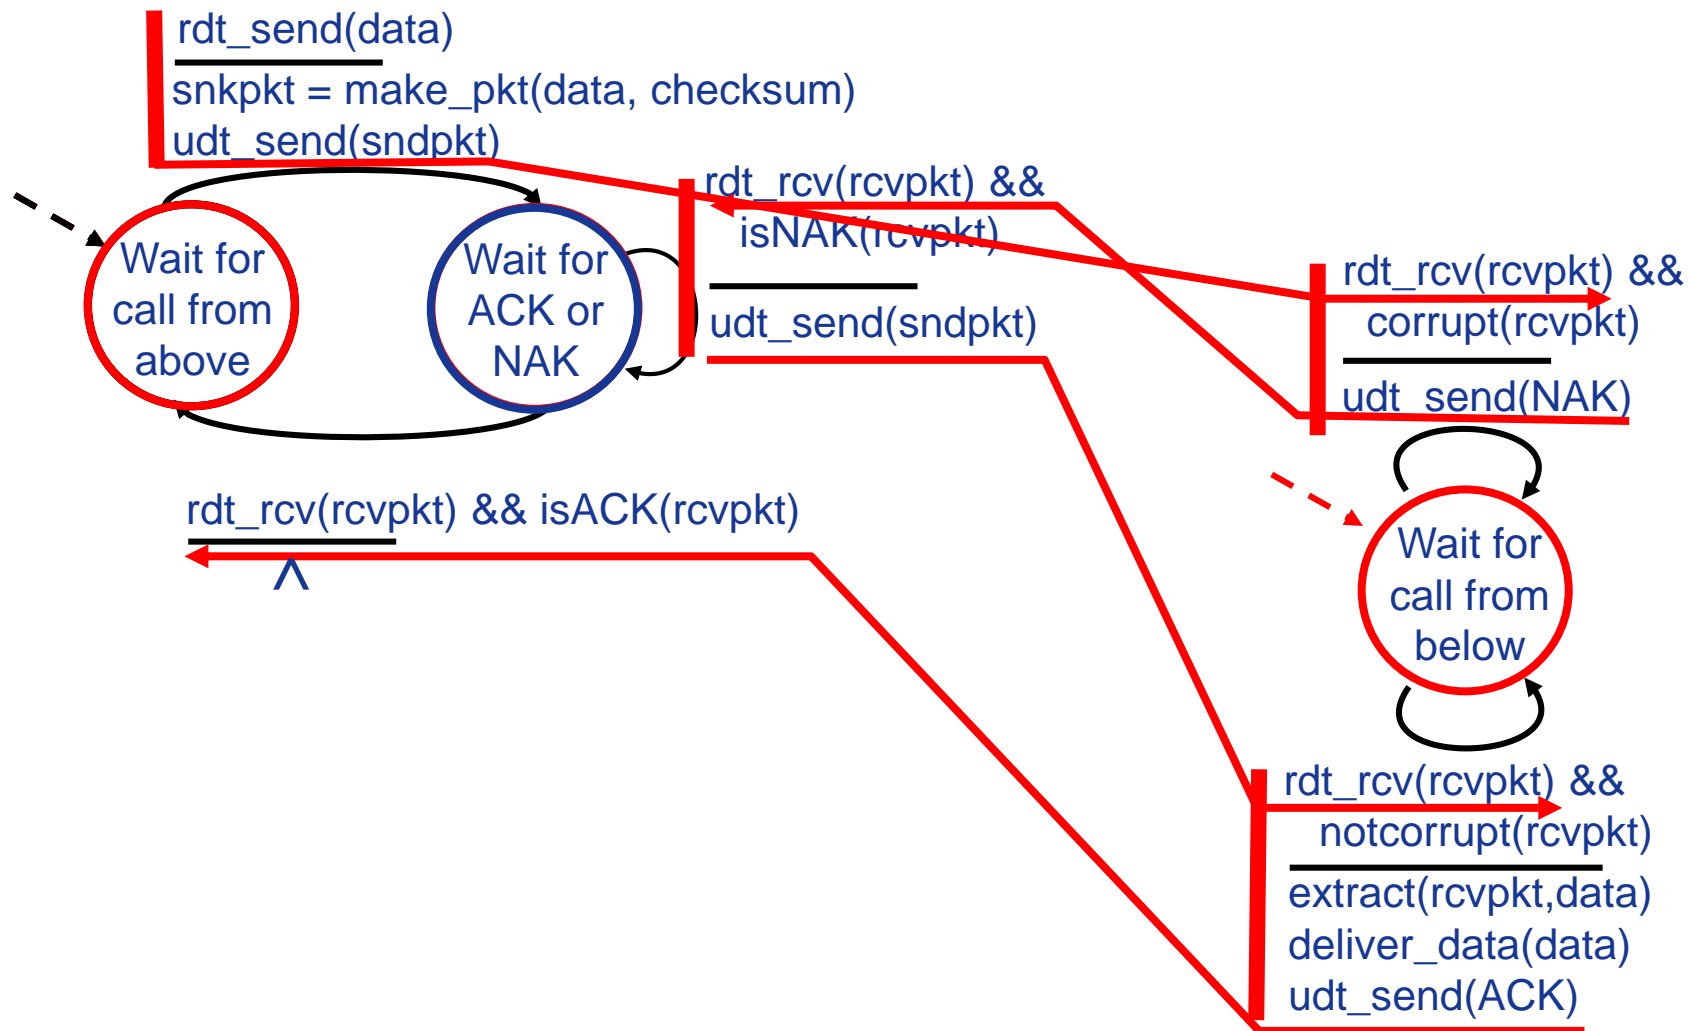 rdt_send(data)
snkpkt = make_pkt(data, checksum)
udt_send(sndpkt)
rdt_rcv(rcvpkt) &&
isNAK(rcvpkt)
udt_send(sndpkt)
Wait for
call from
above
Wait for
ACK or
NAK
rdt_rcv(rcvpkt) && isACK(rcvpkt)
Λ
rdt_rcv(rcvpkt) &&
corrupt(rcvpkt)
udt_send(NAK)
Wait for
call from
below
rdt_rcv(rcvpkt) &&
notcorrupt(rcvpkt)
extract(rcvpkt,data)
deliver_data(data)
udt_send(ACK)